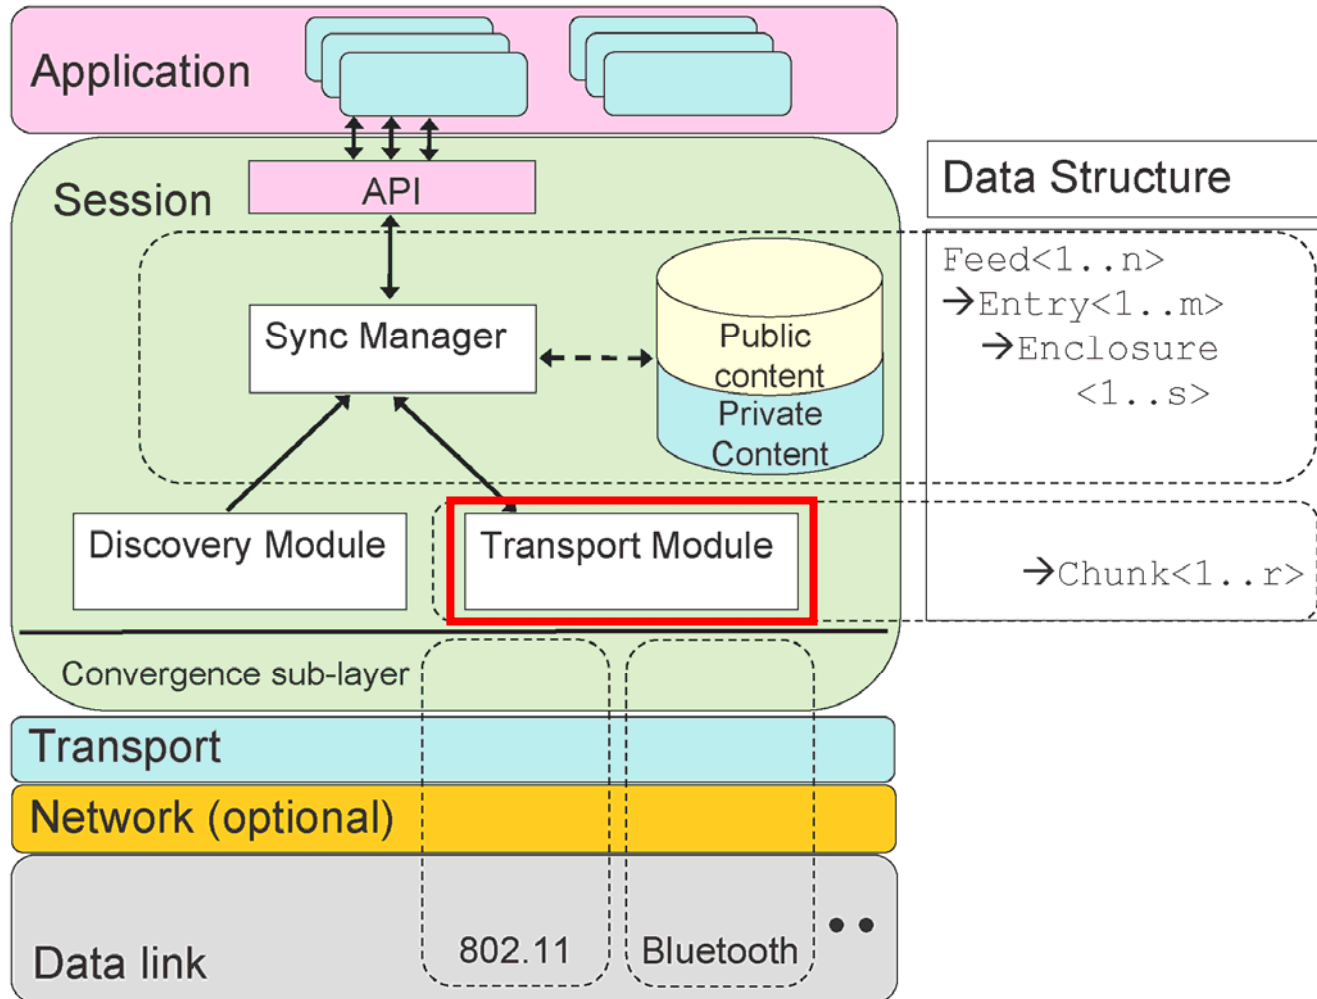 Application
API
Session
Data Structure
Feed<1..n>
→Entry<1..m>
→Enclosure
<1..s>
Sync Manager
Public
content
Private
Content
Discovery Module
Transport Module
→Chunk<1..r>
Convergence sub-layer
Transport
Network (optional)
Data link
802.11
Bluetooth